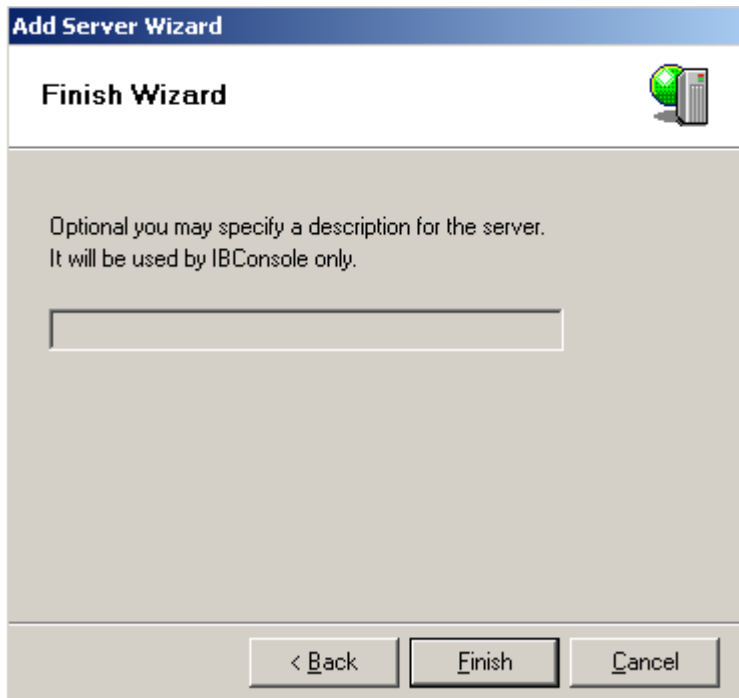 Add Server Wizard
Finish Wizard
Optional you may specify a description for the server.
It will be used by IBConsole only.
< Back
Finish
Cancel